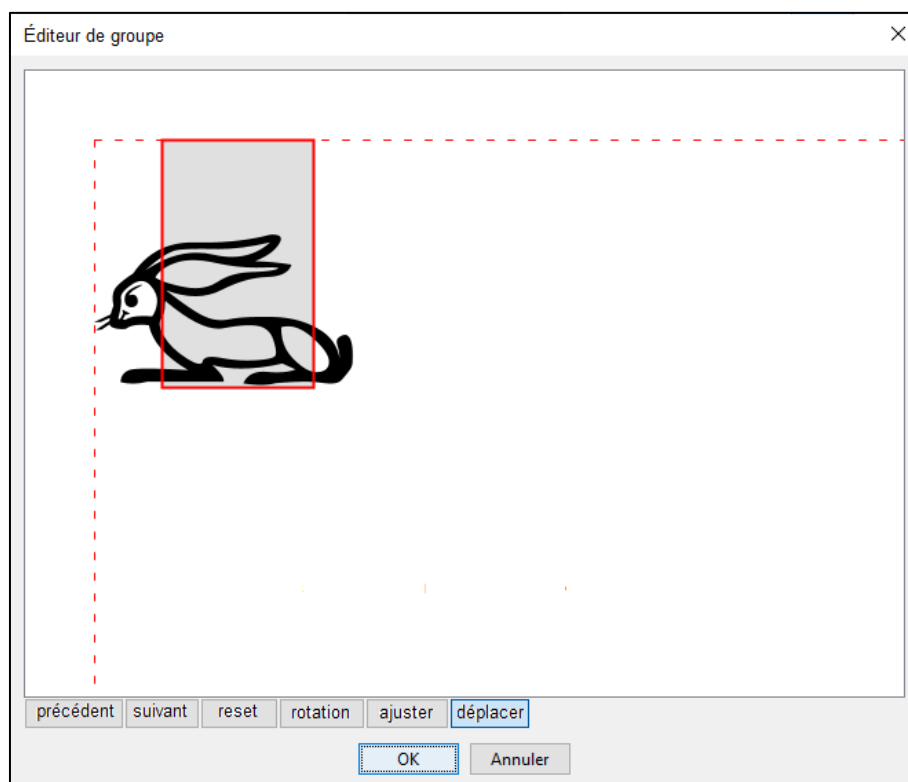 Éditeur de groupe
précédent suivant reset rotation ajuster déplacer
OK Annuler